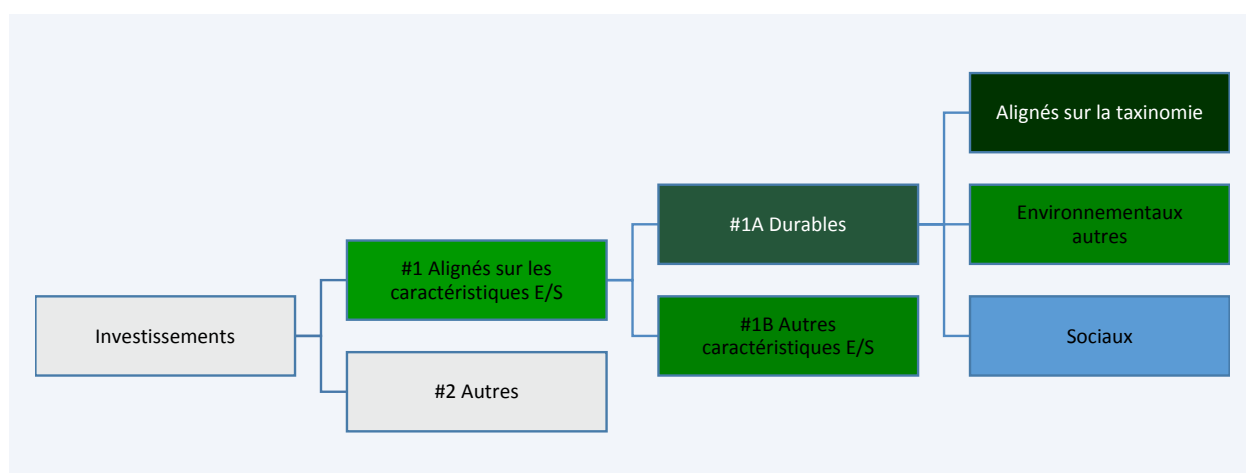 Investissements
#1 Alignés sur les
caractéristiques E/S
#2 Autres
#1A Durables
#1B Autres
caractéristiques E/S
Alignés sur la taxinomie
Environnementaux
autres
Sociaux